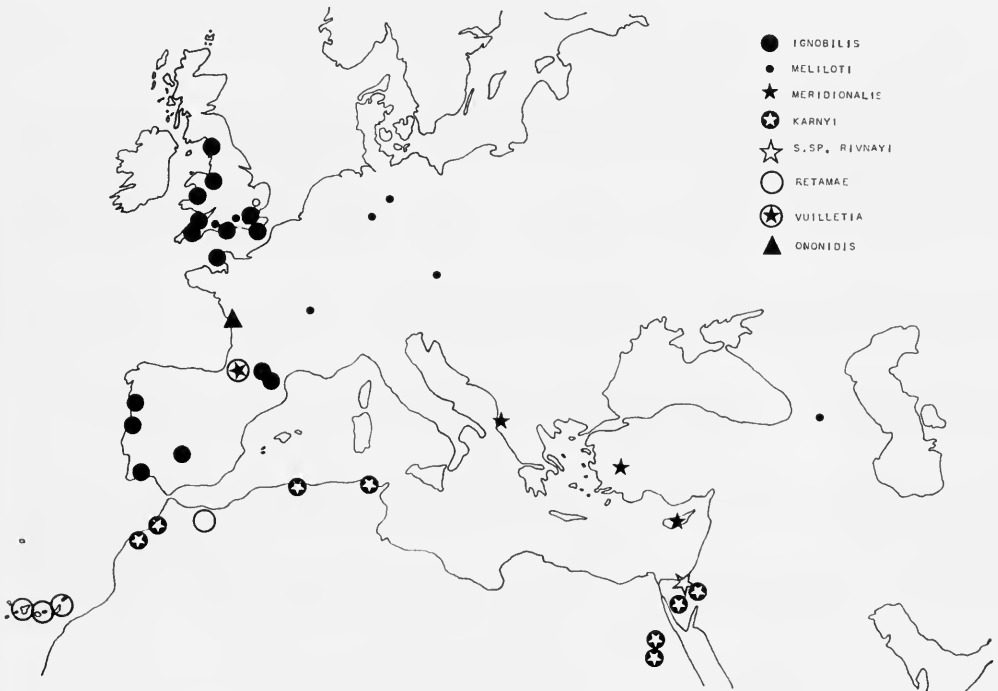 IGNOBILIS
MELILOTI
MERIDIONALIS
KARNYI
S.SP. RIVNAYI
RETAMAE
VUILLETIA
ONONIDIS